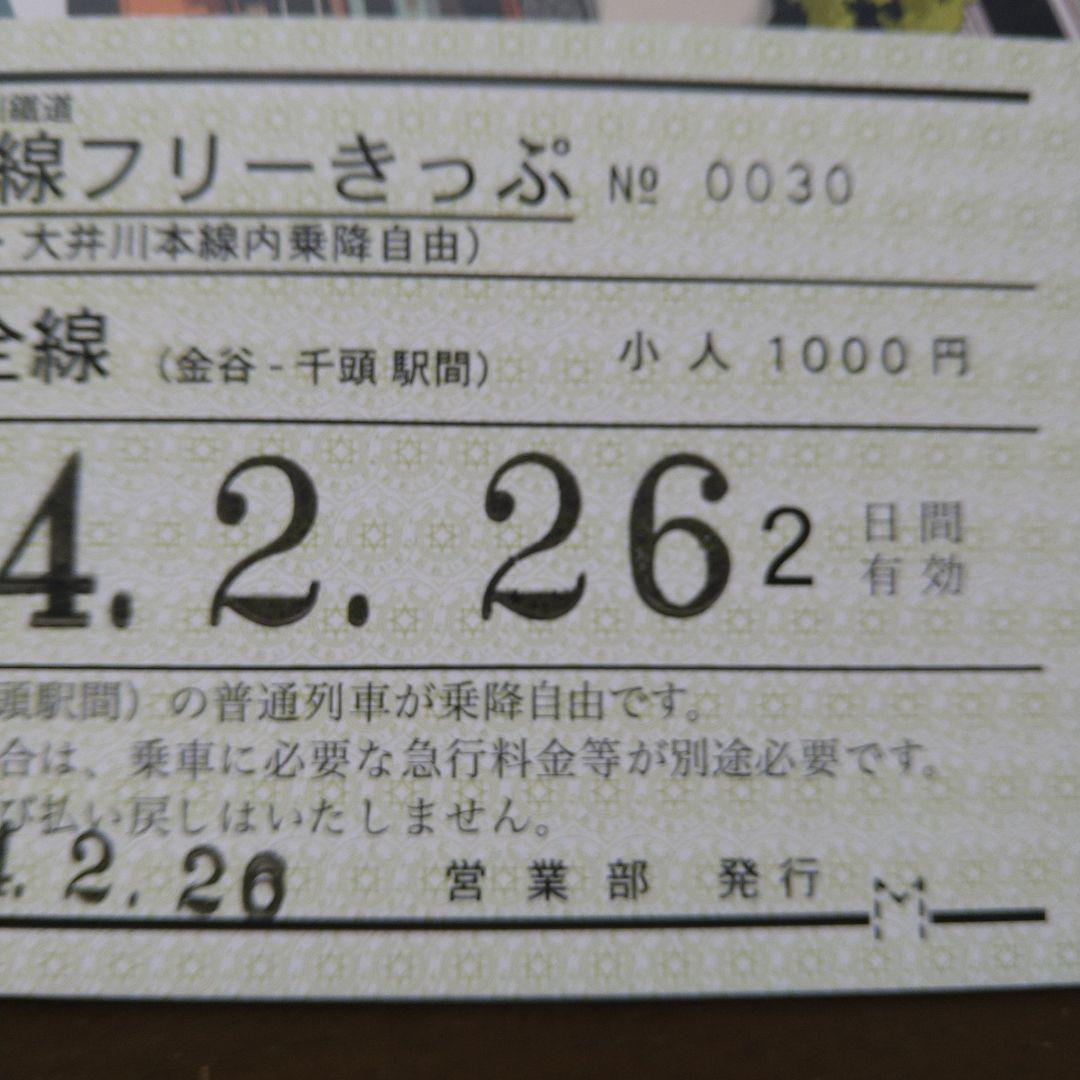 鐵道
線フリーきっぷ № 0030
・大井川本線内乗降自由）
全線 （金谷 - 千頭 駅間） 小人 1000円
4. 2. 26 2 日間有効
頭駅間）の普通列車が乗降自由です。
合は、乗車に必要な急行料金等が別途必要です。
び払い戻しはいたしません。
4. 2. 26 営業部 発行